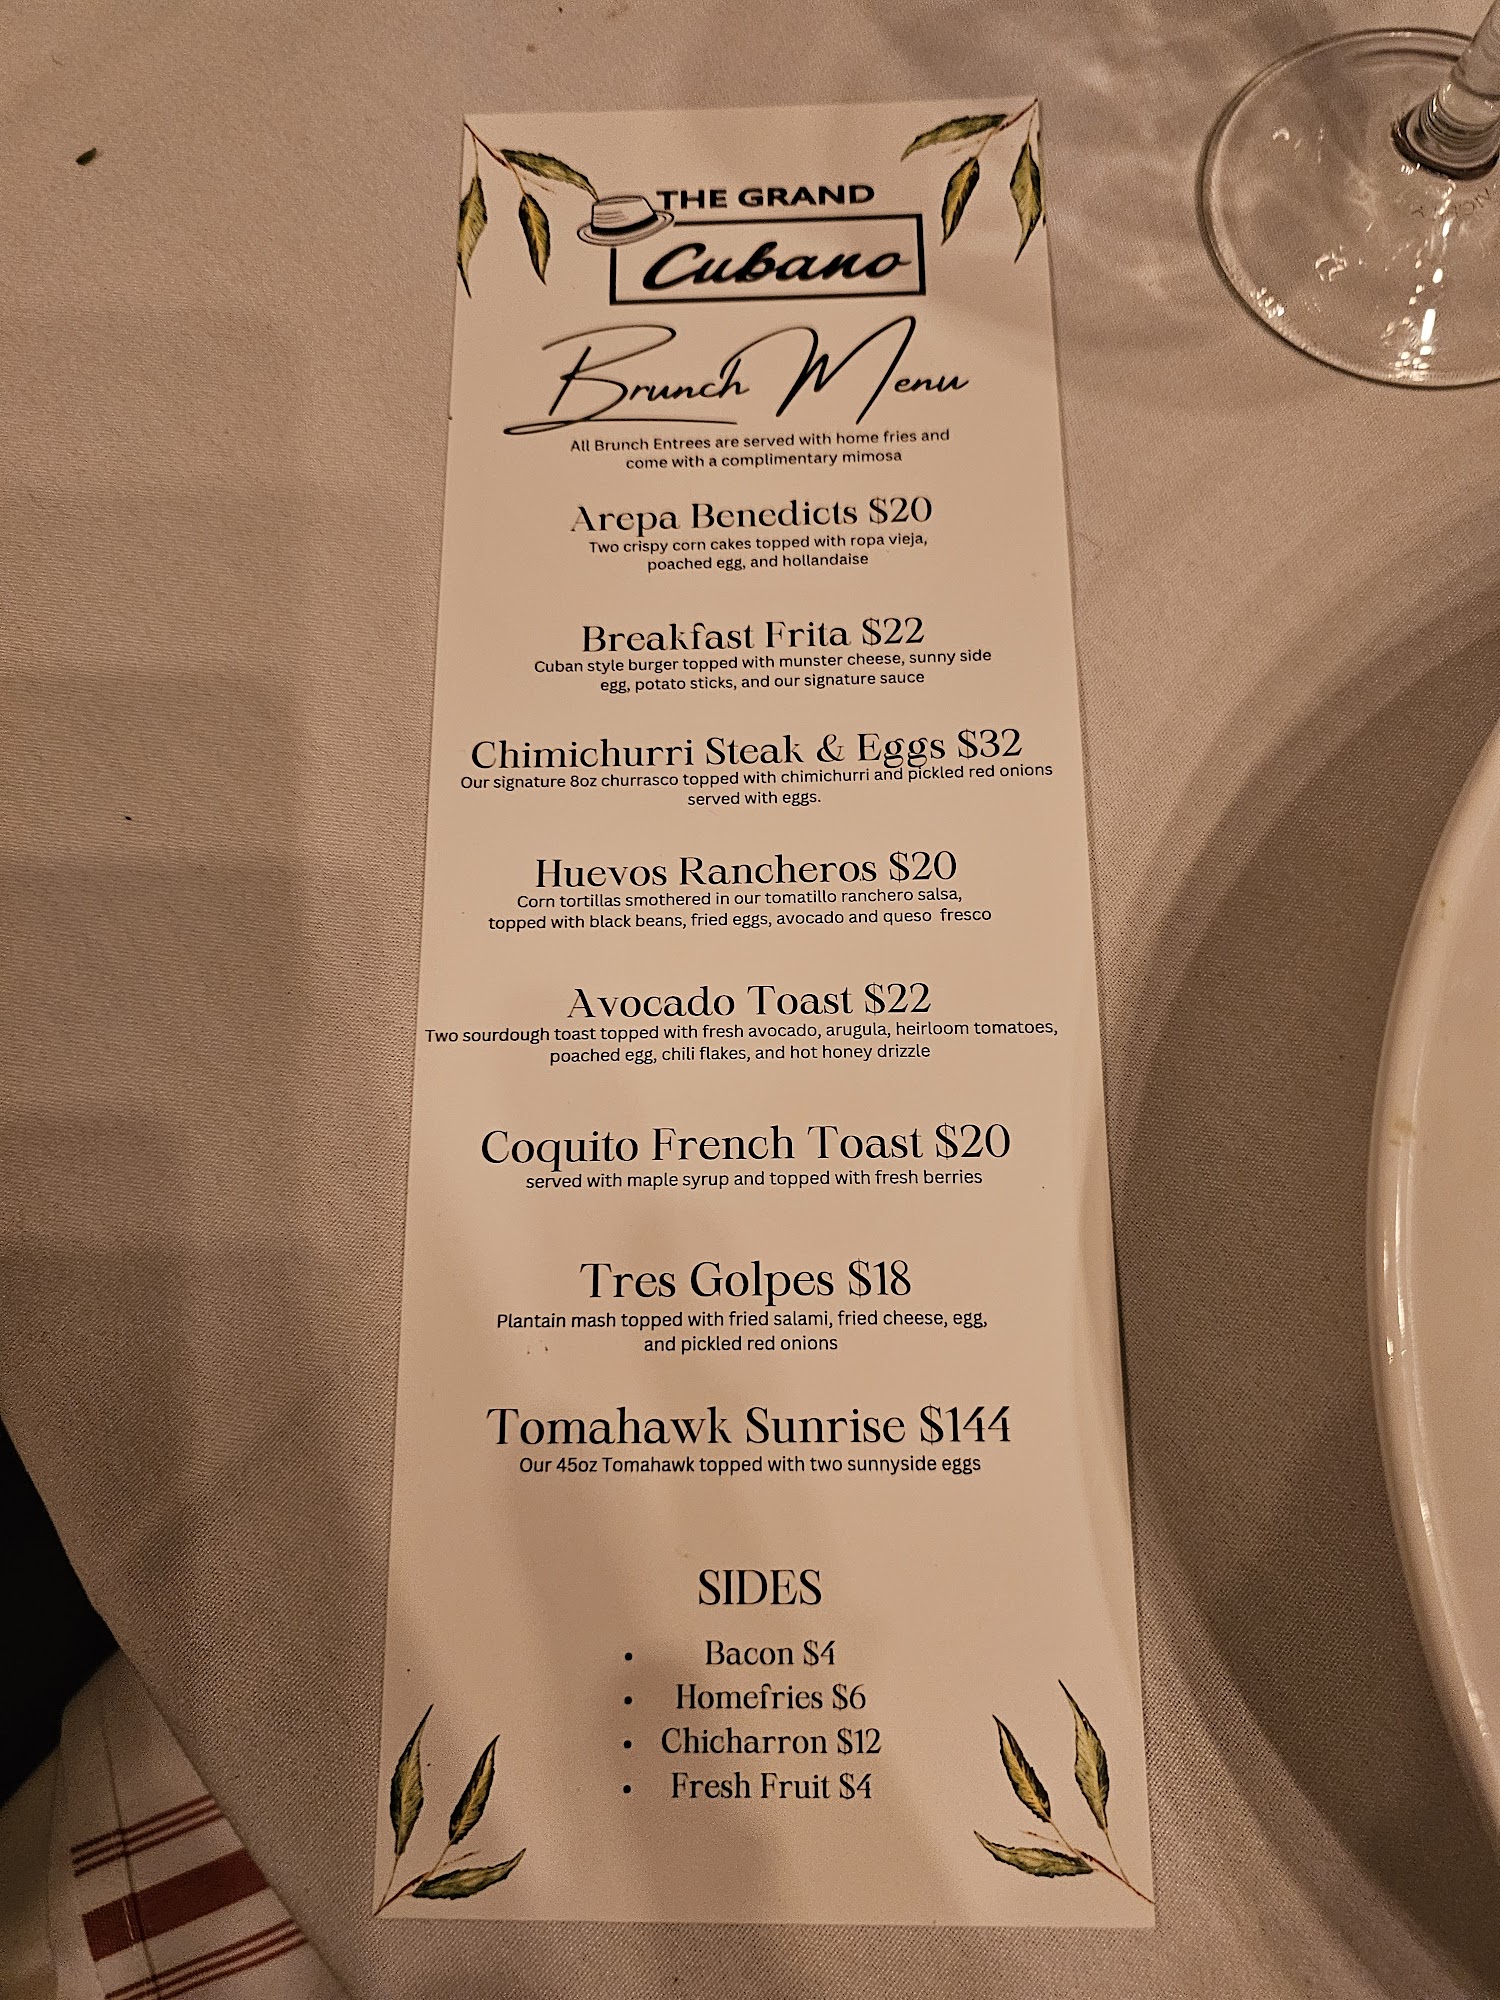 THE GRAND
Cubano
Brunch Menu
All Brunch Entrees are served with home fries and
come with a complimentary mimosa
Arepa Benedicts $20
Two crispy corn cakes topped with ropa vieja,
poached egg, and hollandaise
Breakfast Frita $22
Cuban style burger topped with munster cheese, sunny side
egg, potato sticks, and our signature sauce
Chimichurri Steak & Eggs $32
Our signature 8oz churrasco topped with chimichurri and pickled red onions
served with eggs.
Huevos Rancheros $20
Corn tortillas smothered in our tomatillo ranchero salsa,
topped with black beans, fried eggs, avocado and queso fresco
Avocado Toast $22
Two sourdough toast topped with fresh avocado, arugula, heirloom tomatoes,
poached egg, chili flakes, and hot honey drizzle
Coquito French Toast $20
served with maple syrup and topped with fresh berries
Tres Golpes $18
Plantain mash topped with fried salami, fried cheese, egg,
and pickled red onions
Tomahawk Sunrise $144
Our 45oz Tomahawk topped with two sunnyside eggs
SIDES
• Bacon $4
• Homefries $6
• Chicharron $12
• Fresh Fruit $4